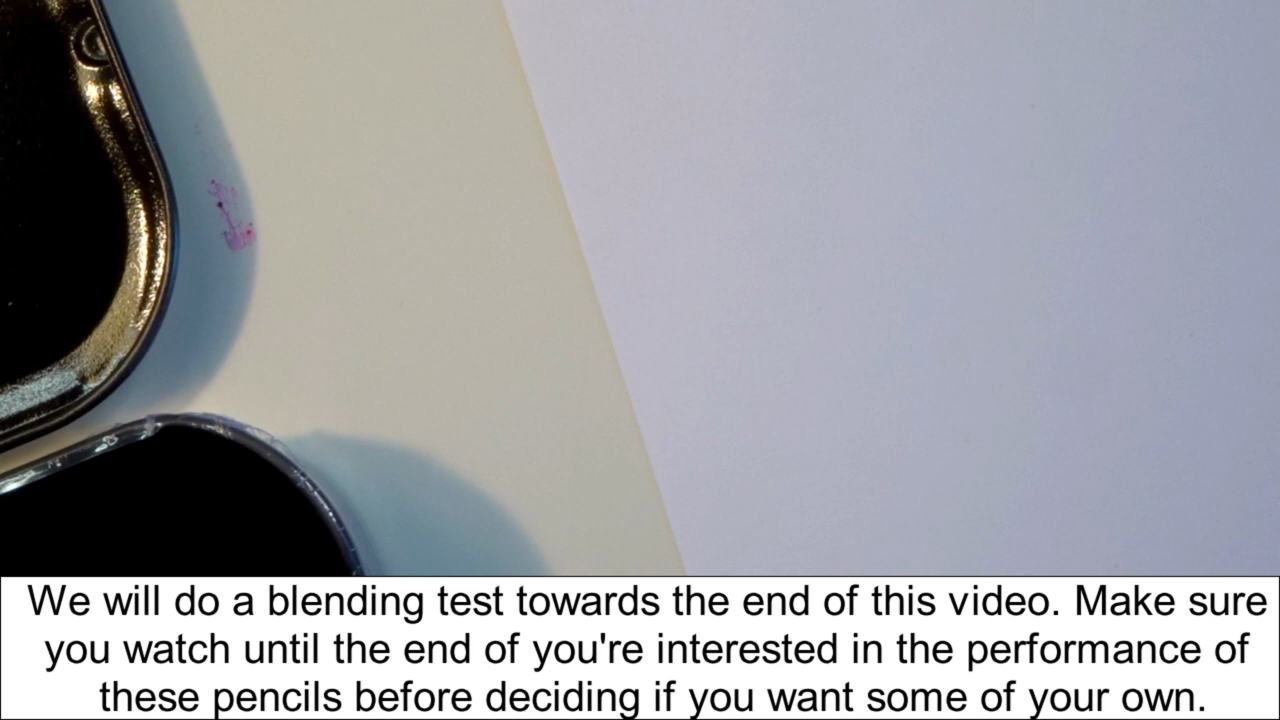 We will do a blending test towards the end of this video. Make sure
you watch until the end of you're interested in the performance of
these pencils before deciding if you want some of your own.